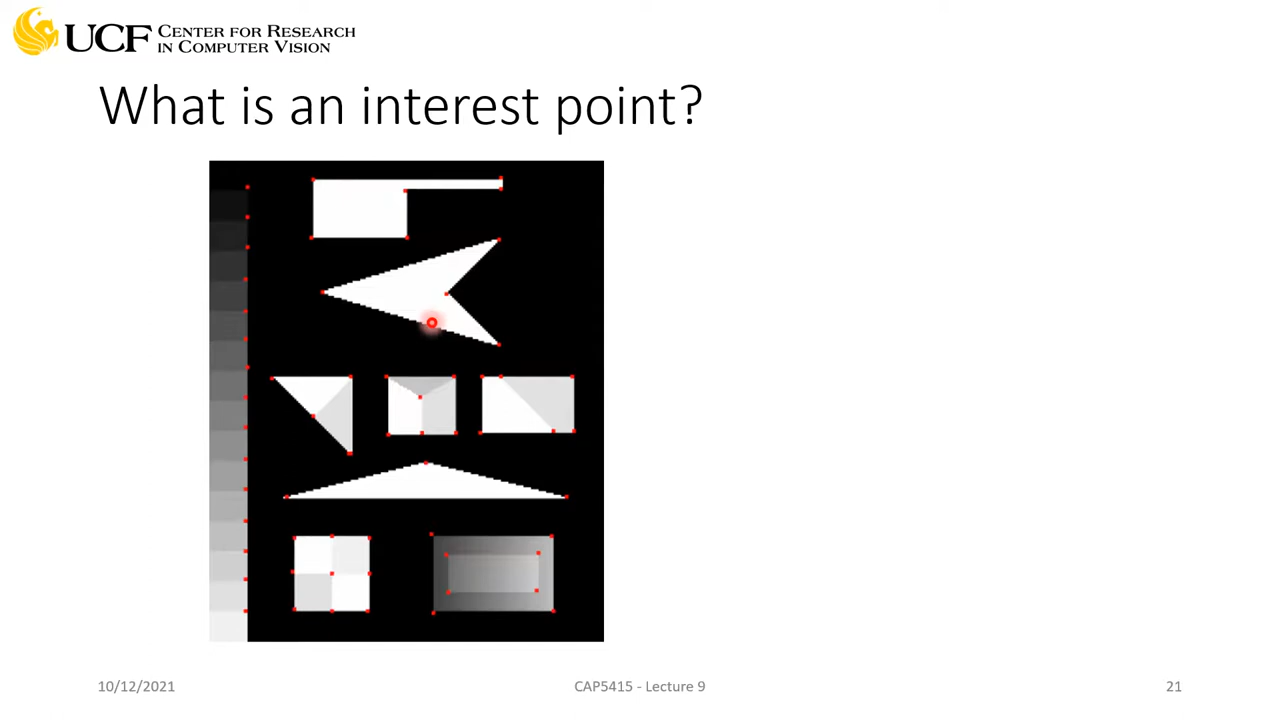 UCF CENTER FOR RESEARCH
IN COMPUTER VISION
What is an interest point?
10/12/2021
CAP5415 - Lecture 9
21